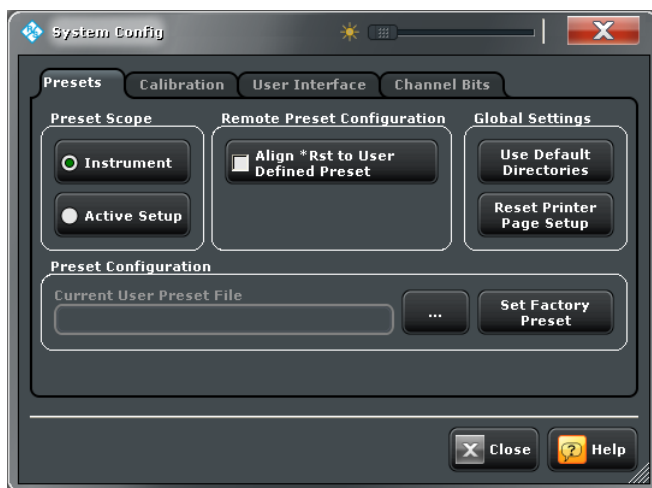 System Config
Presets
Calibration
User Interface
Channel Bits
Preset Scope
Instrument
Active Setup
Remote Preset Configuration
Align *Rst to User
Defined Preset
Global Settings
Use Default
Directories
Reset Printer
Page Setup
Preset Configuration
Current User Preset File
...
Set Factory
Preset
Close
Help